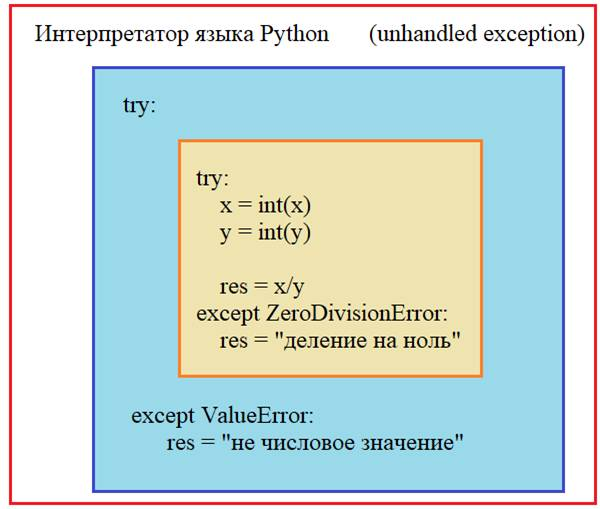 Интерпретатор языка Python (unhandled exception)
try:
try:
x = int(x)
y = int(y)
res = x/y
except ZeroDivisionError:
res = "деление на ноль"
except ValueError:
res = "не числовое значение"